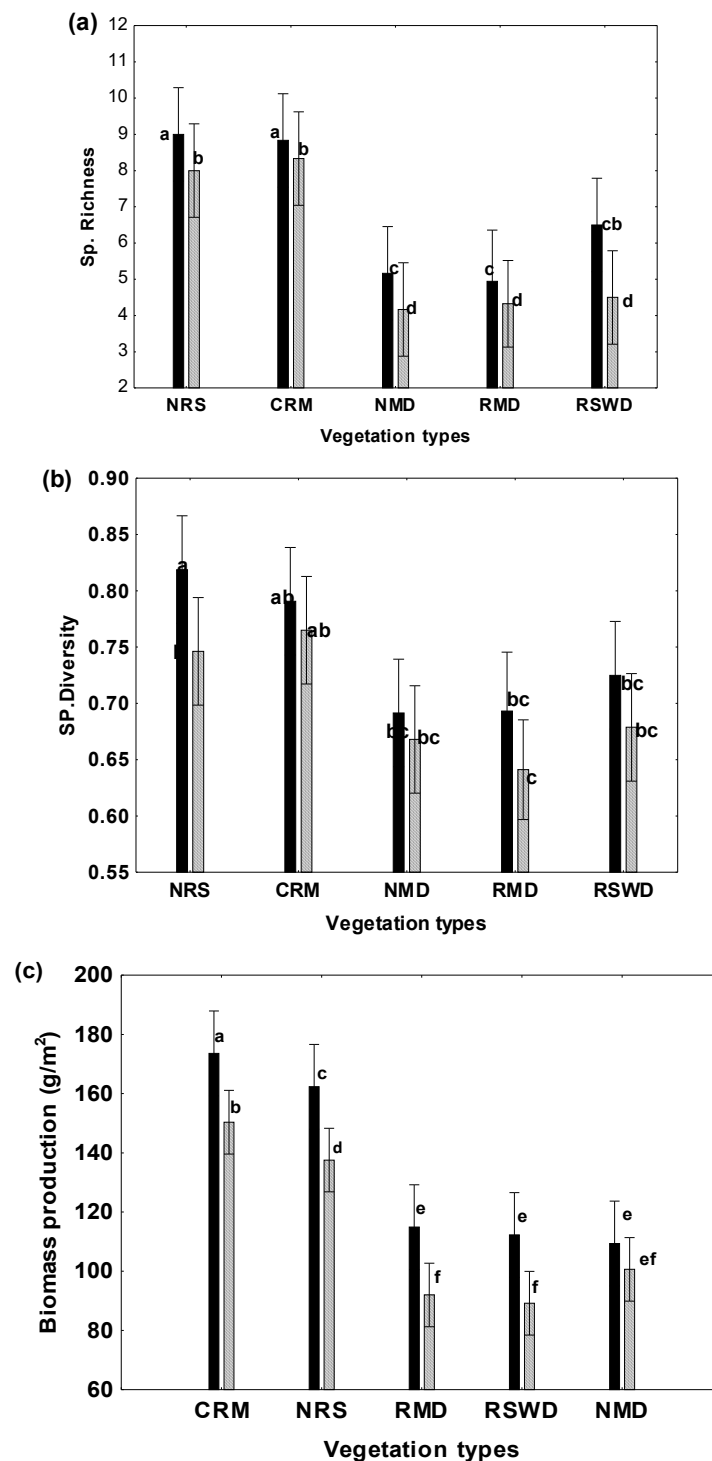 (a)
12
11
10
9
8
7
6
5
4
3
2
Sp. Richness
a
b
a
b
c
d
c
d
cb
d
NRS CRM NMD RMD RSWD
Vegetation types
(b)
0.90
0.85
0.80
0.75
0.70
0.65
0.60
0.55
SP.Diversity
a
ab
ab
bc
bc
bc
c
bc
bc
NRS CRM NMD RMD RSWD
Vegetation types
(c)
200
180
160
140
120
100
80
60
Biomass production (g/m²)
a
b
c
d
e
f
e
f
e
ef
CRM NRS RMD RSWD NMD
Vegetation types